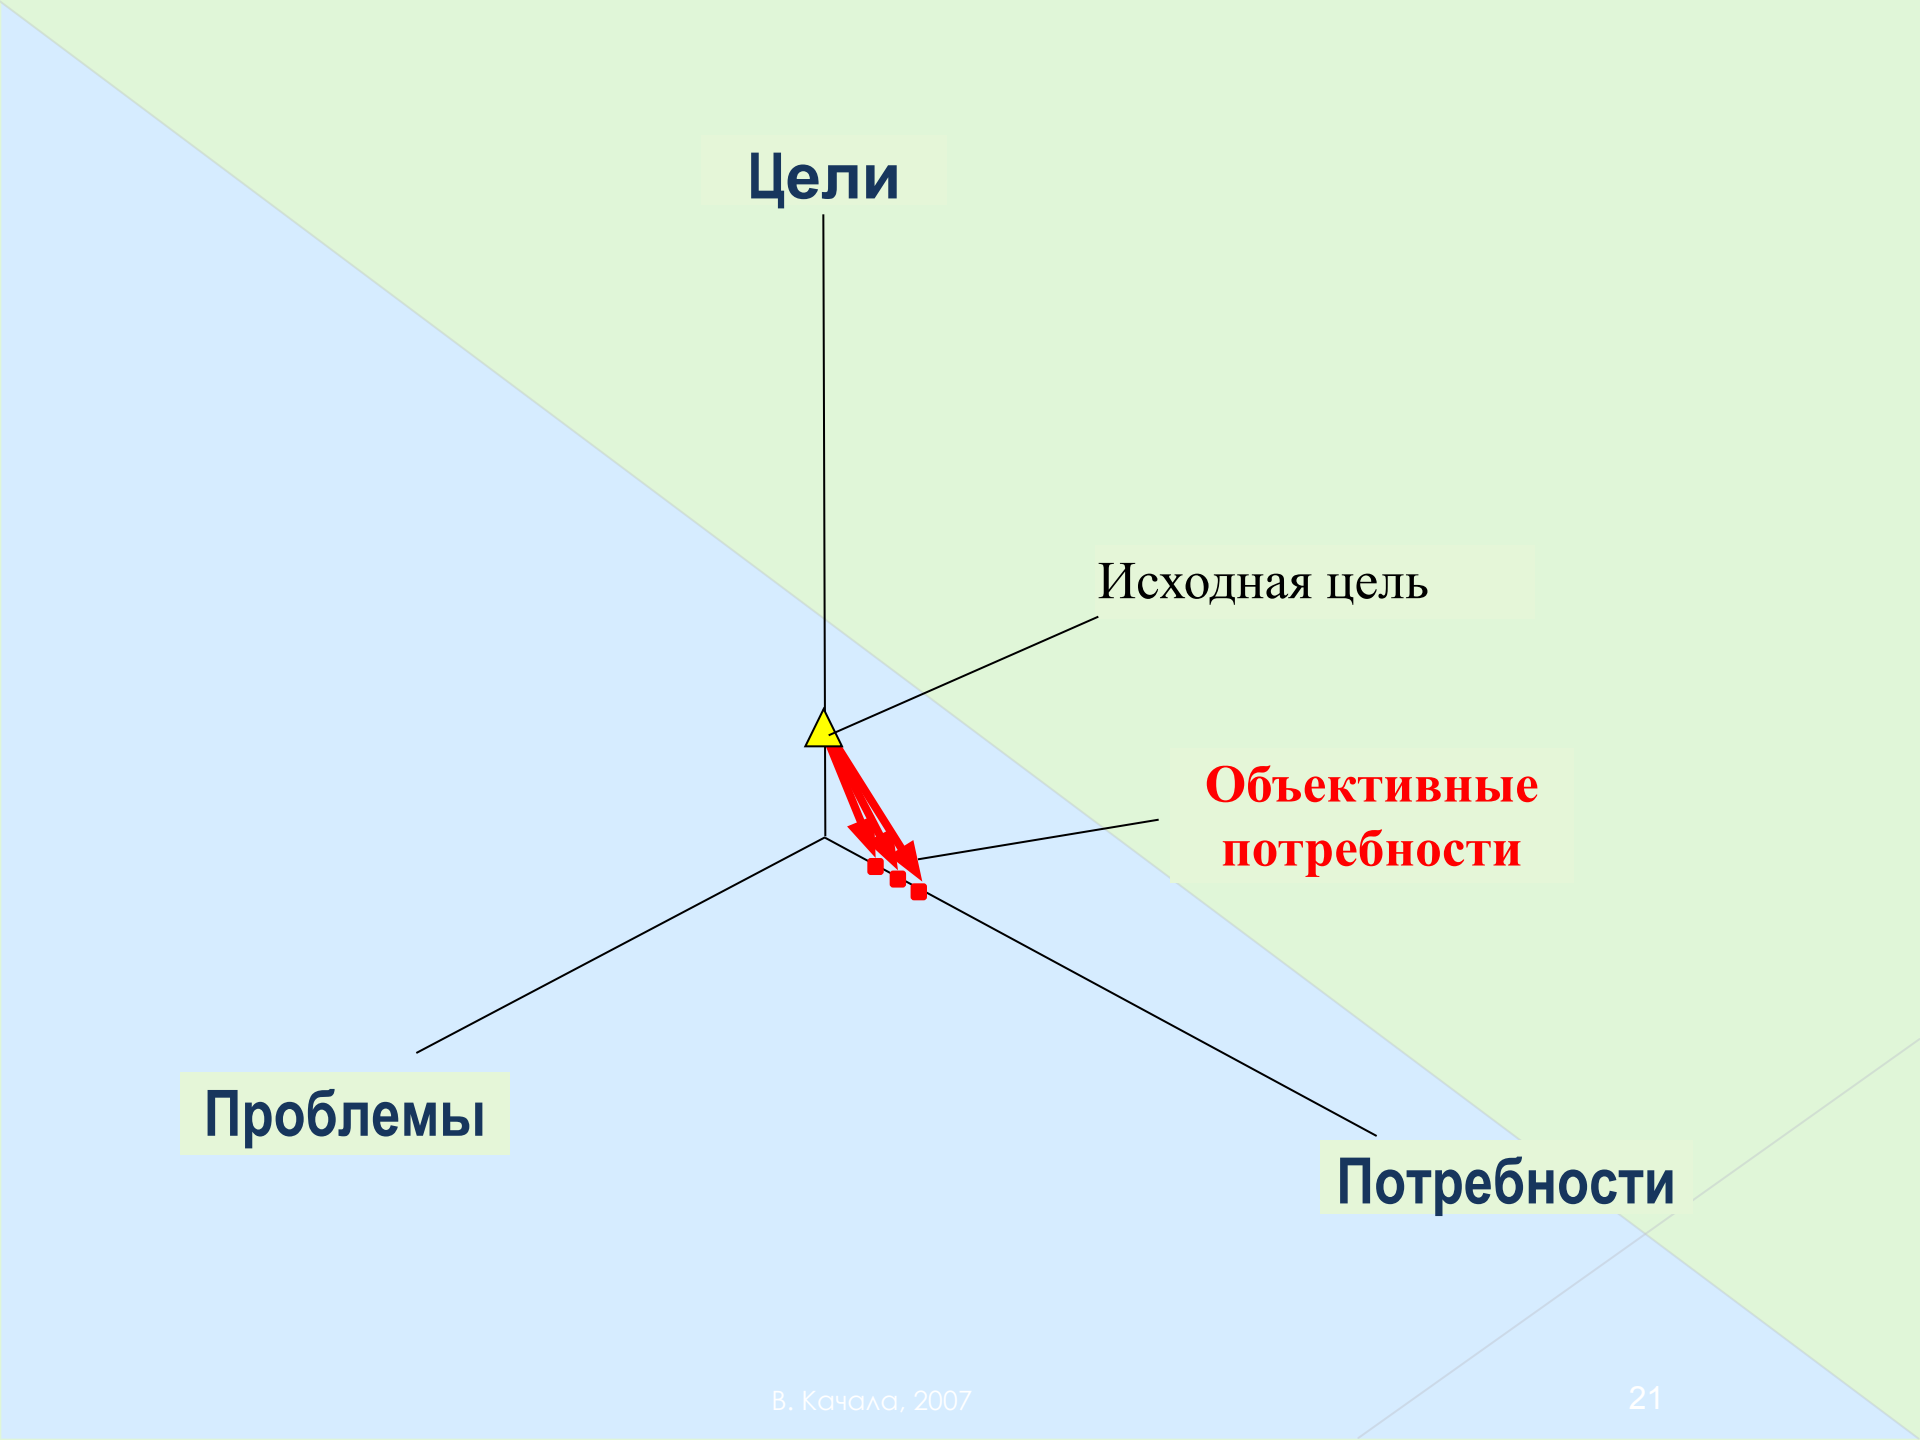 Цели
Исходная цель
Объективные
потребности
Проблемы
Потребности
В. Качала, 2007
21